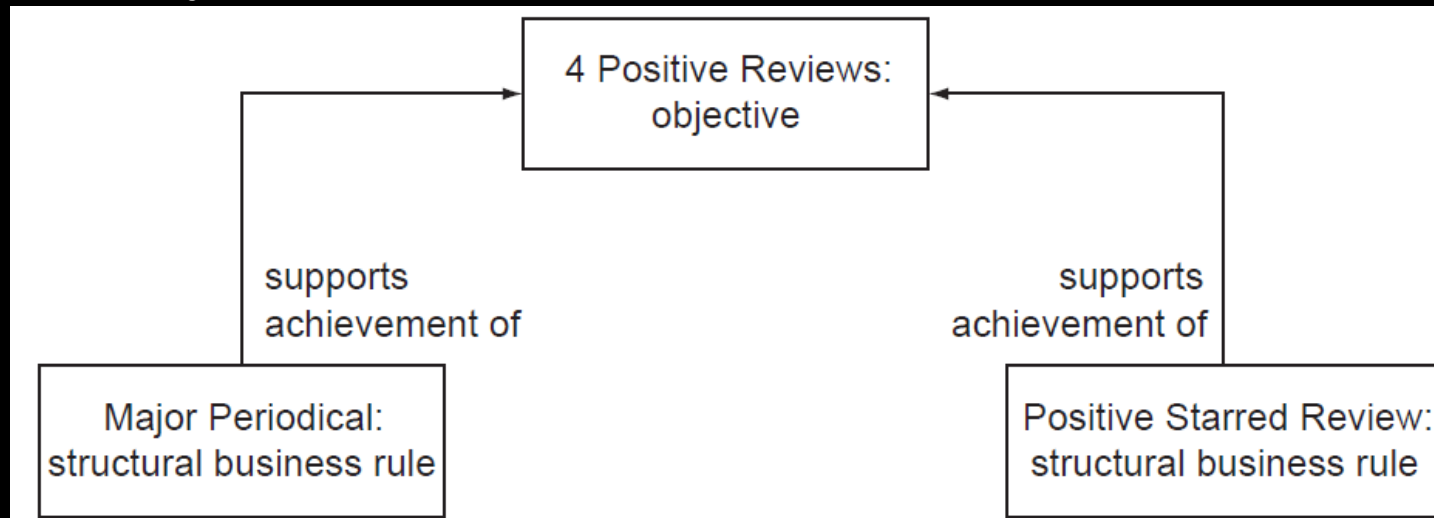 4 Positive Reviews:
objective
supports
achievement of
supports
achievement of
Major Periodical:
structural business rule
Positive Starred Review:
structural business rule